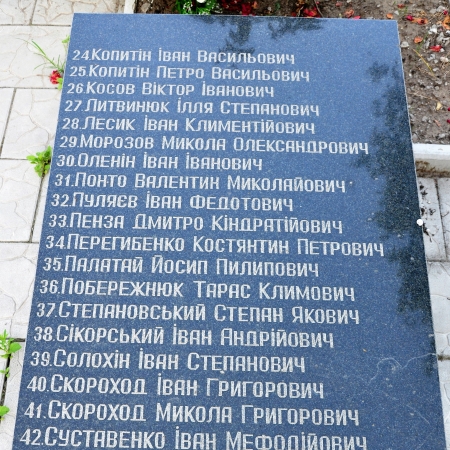 24.Копитін Іван Васильович
25.Копитін Петро Васильович
26.Косов Віктор Іванович
27.Литвинюк Ілля Степанович
28.Лесик Іван Климентійович
29.Морозов Микола Олександрович
30.Оленін Іван Іванович
31.Понто Валентин Миколайович
32.Пуляєв Іван Федотович
33.Пенза Дмитро Кіндратійович
34.Перегибенко Костянтин Петрович
35.Палатай Йосип Пилипович
36.Побережнюк Тарас Климович
37.Степановський Степан Якович
38.Сікорський Іван Андрійович
39.Солохін Іван Степанович
40.Скороход Іван Григорович
41.Скороход Микола Григорович
42.Суставенко Іван Мефодійович